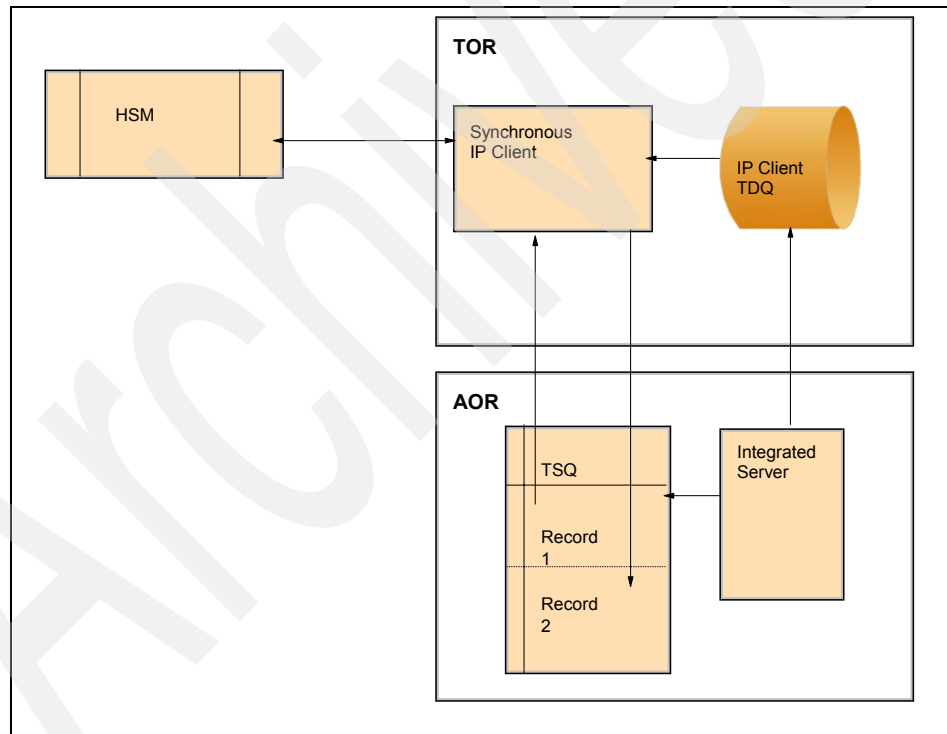 TOR
HSM
Synchronous
IP Client
IP Client
TDQ
AOR
TSQ
Record
1
Record
2
Integrated
Server
Archive